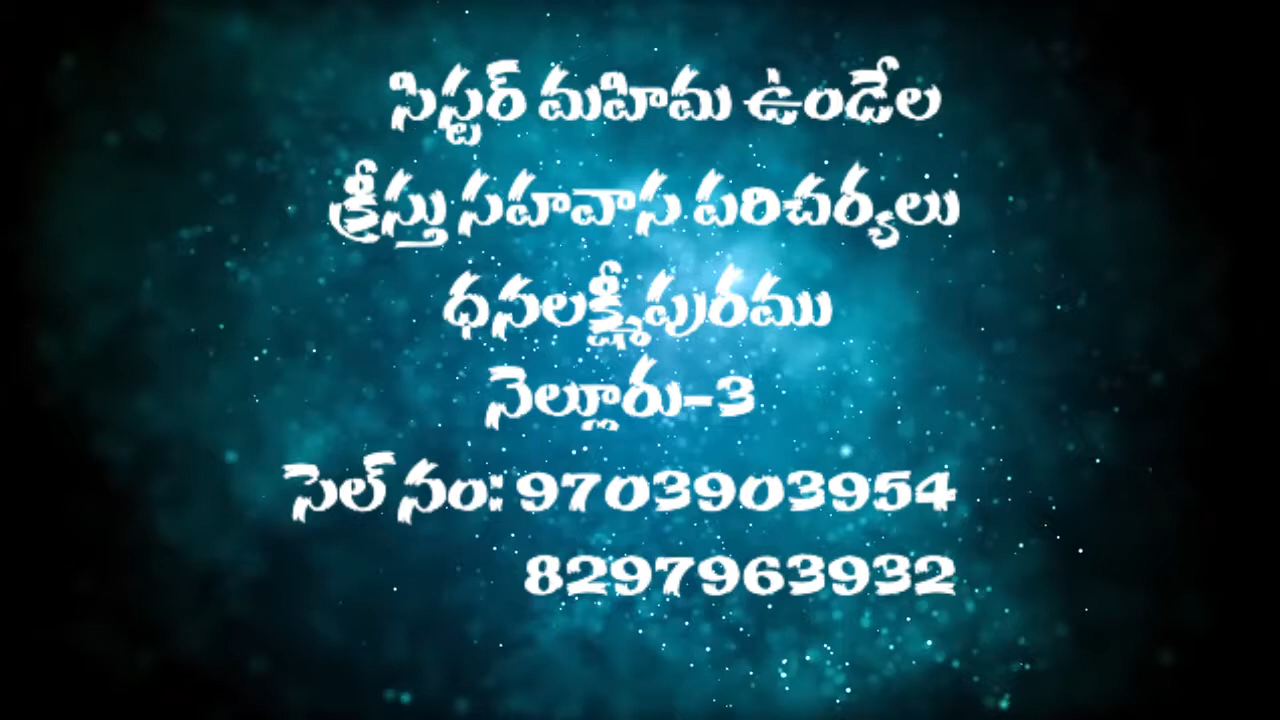 సిస్టర్ మహిమ ఉండేల
క్రీస్తు సహవాస పరిచర్యలు
ధనలక్ష్మీపురము
నెల్లూరు-3
సెల్ నం: 9703903954
8297963932